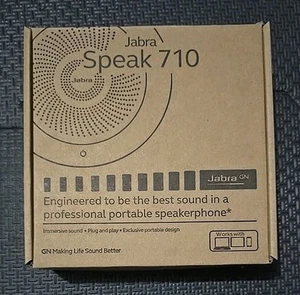 Jabra
Speak 710
Jabra
Jabra GN
Engineered to be the best sound in a
professional portable speakerphone*
Immersive sound • Plug and play • Exclusive portable design
Works with
GN Making Life Sound Better